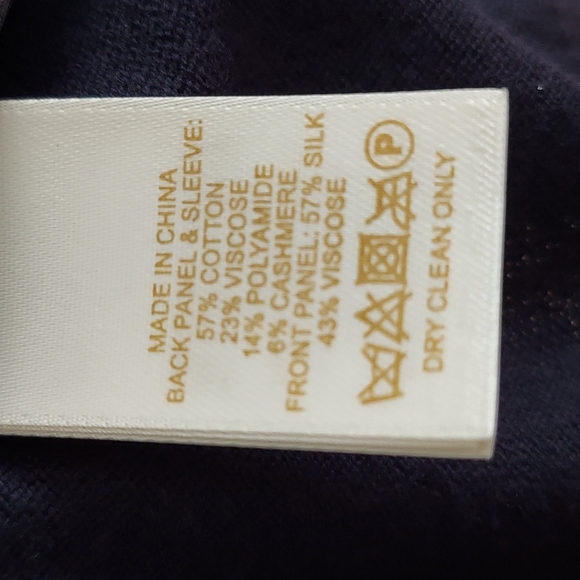 MADE IN CHINA
BACK PANEL & SLEEVE:
57% COTTON
23% VISCOSE
14% POLYAMIDE
6% CASHMERE
FRONT PANEL: 57% SILK
43% VISCOSE
P
DRY CLEAN ONLY